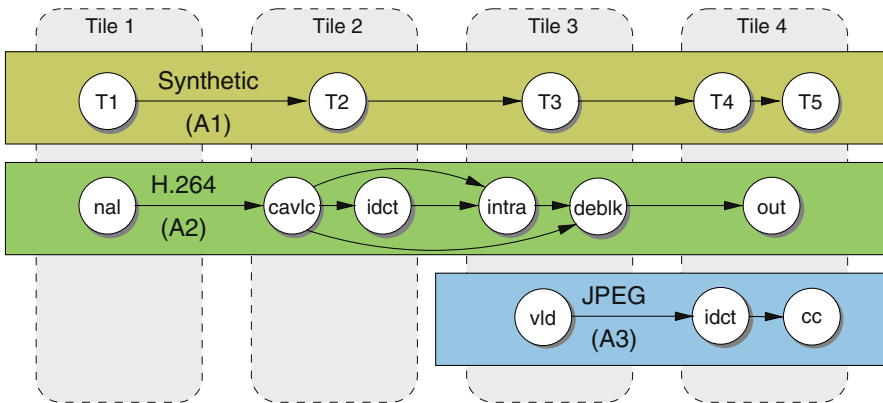 Tile 1 Tile 2 Tile 3 Tile 4
Synthetic
T1 T2 T3 T4 T5
(A1)
H.264
nal cavlc idct intra deblk out
(A2)
JPEG
vld idct cc
(A3)